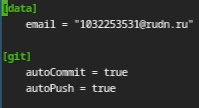 [data]
    email = "1032253531@rudn.ru"

[git]
    autoCommit = true
    autoPush = true